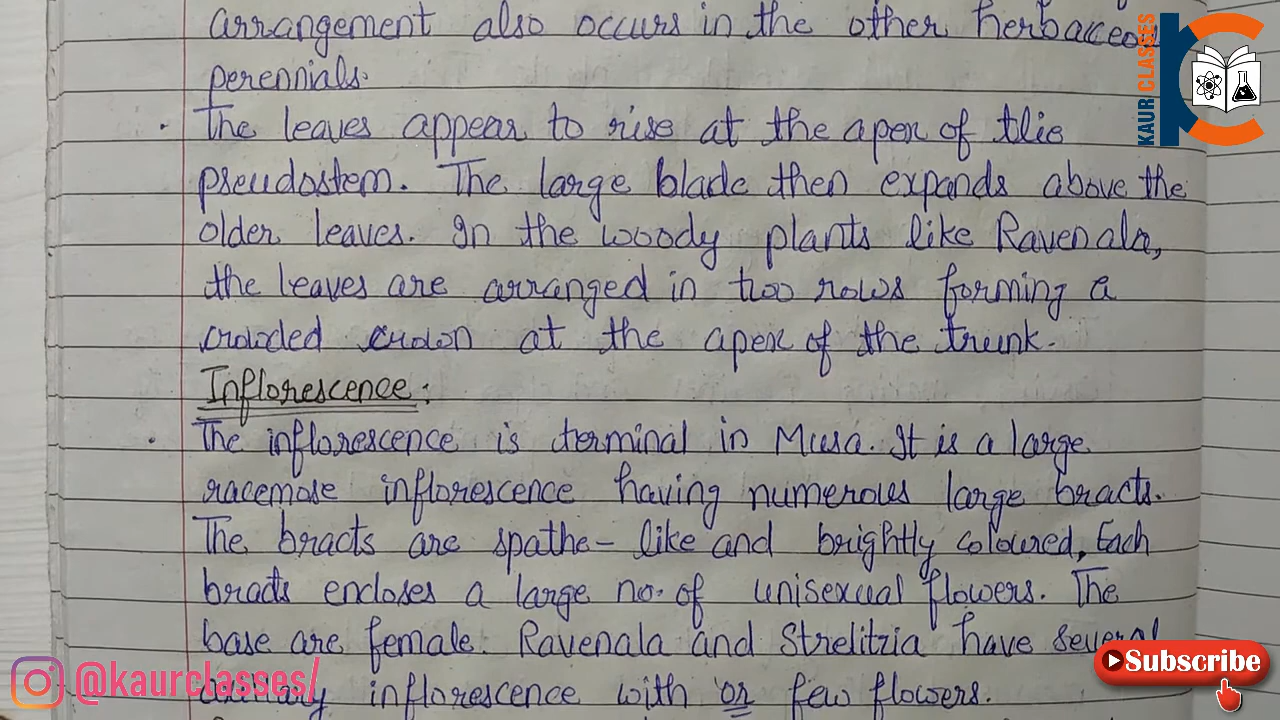 arrangement also occurs in the other herbaceous
perennials.
KAUR CLASSES
. The leaves appear to rise at the apex of tlie
pseudostem. The large blade then expands above the
older leaves. In the woody plants like Ravenala,
the leaves are arranged in two rows forming a
crowded crown at the apex of the trunk.
Inflorescence:
. The inflorescence is terminal in Musa. It is a large
racemose inflorescence having numerous large bracts.
The bracts are spathe-like and brightly coloured, Each
bracts encloses a large no. of unisexual flowers. The
base are female. Ravenala and Strelitzia have several
Subscribe
@kaurclasses/
axillary inflorescence with or few flowers.